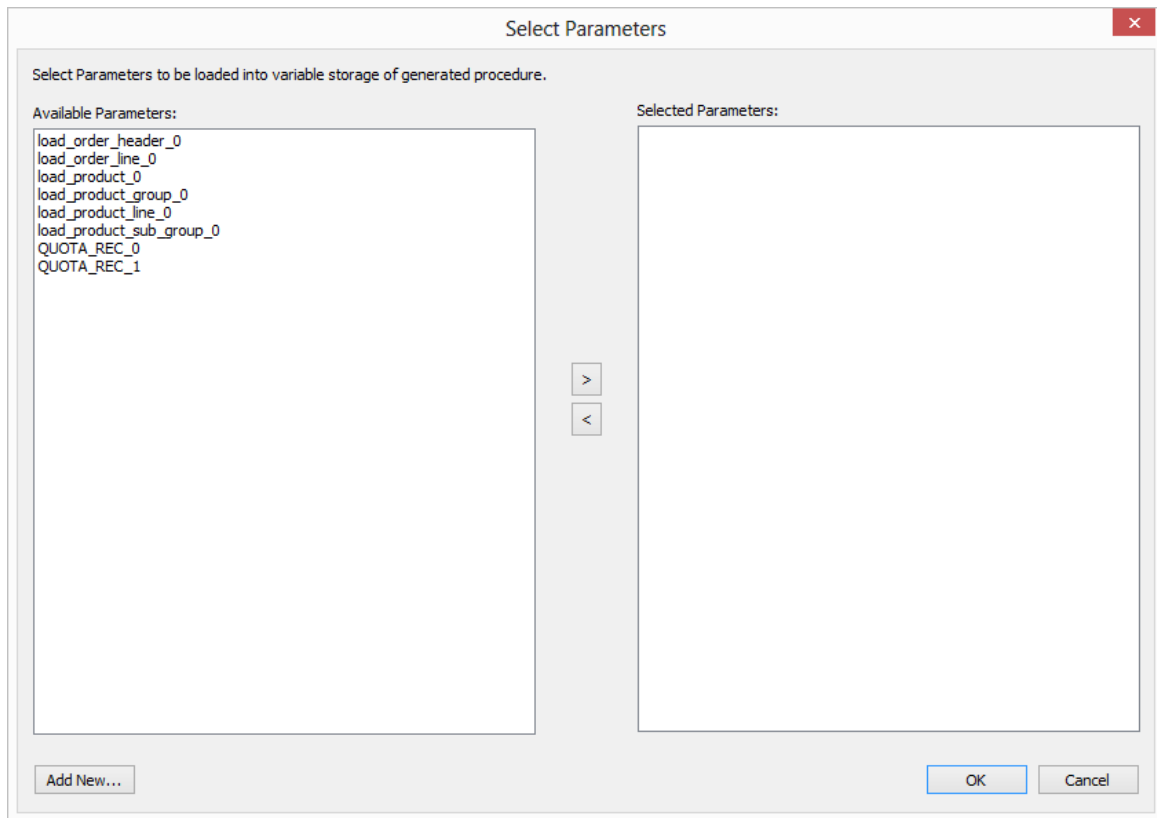 Select Parameters
Select Parameters to be loaded into variable storage of generated procedure.
Available Parameters:
load_order_header_0
load_order_line_0
load_product_0
load_product_group_0
load_product_line_0
load_product_sub_group_0
QUOTA_REC_0
QUOTA_REC_1
Selected Parameters:
>
<
Add New...
OK
Cancel